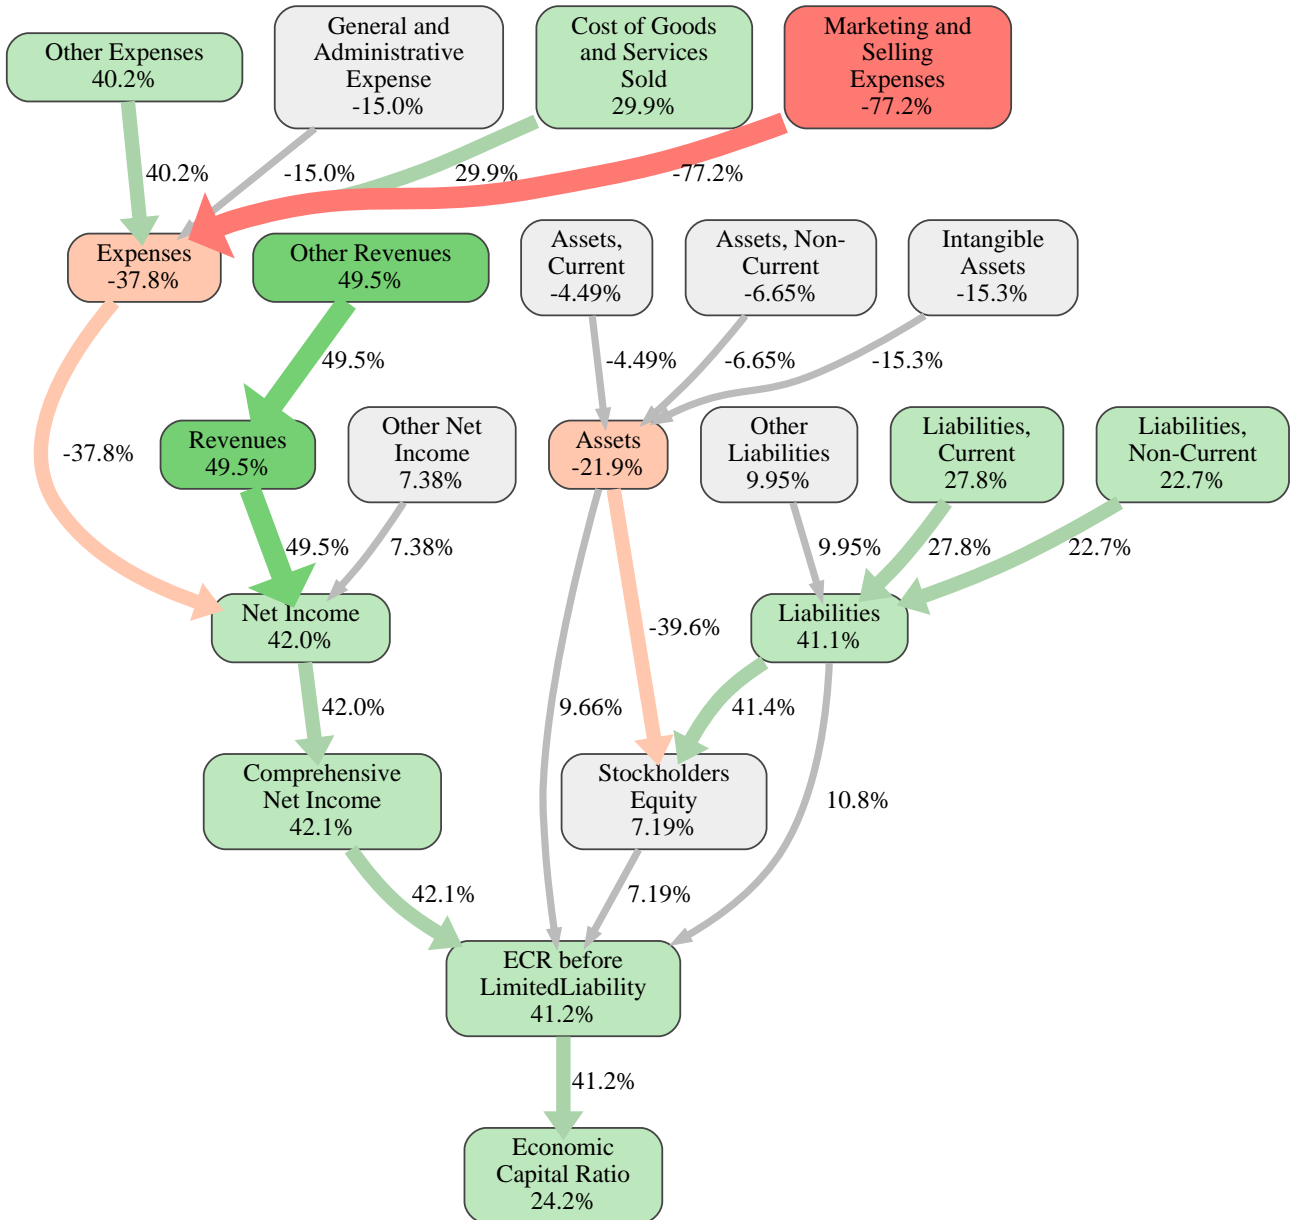 Other Expenses
40.2%
General and
Administrative
Expense
-15.0%
Cost of Goods
and Services
Sold
29.9%
Marketing and
Selling
Expenses
-77.2%
40.2%
-15.0%
29.9%
-77.2%
Expenses
-37.8%
Other Revenues
49.5%
Assets,
Current
-4.49%
Assets, Non-
Current
-6.65%
Intangible
Assets
-15.3%
49.5%
-4.49%
-6.65%
-15.3%
-37.8%
Revenues
49.5%
Other Net
Income
7.38%
Assets
-21.9%
Other
Liabilities
9.95%
Liabilities,
Current
27.8%
Liabilities,
Non-Current
22.7%
49.5%
7.38%
9.95%
27.8%
22.7%
Net Income
42.0%
-39.6%
Liabilities
41.1%
42.0%
9.66%
41.4%
10.8%
Comprehensive
Net Income
42.1%
Stockholders
Equity
7.19%
42.1%
7.19%
ECR before
LimitedLiability
41.2%
41.2%
Economic
Capital Ratio
24.2%